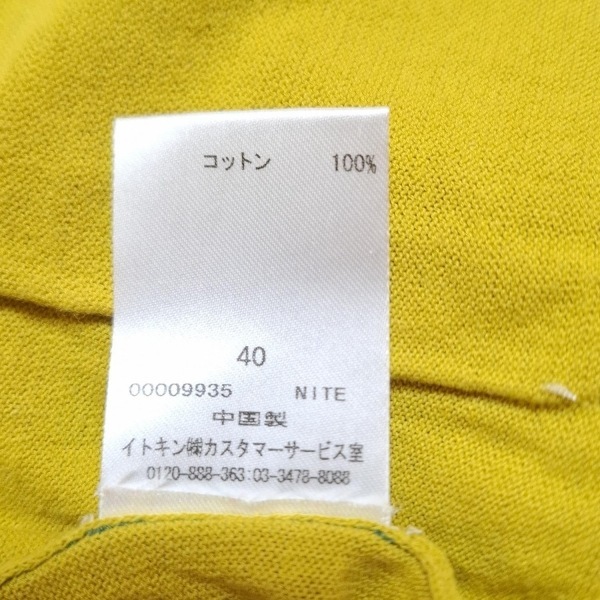 コットン 100%
40
00009935 NITE
中国製
イトキン㈱カスタマーサービス室
0120-888-363:03-3478-8088